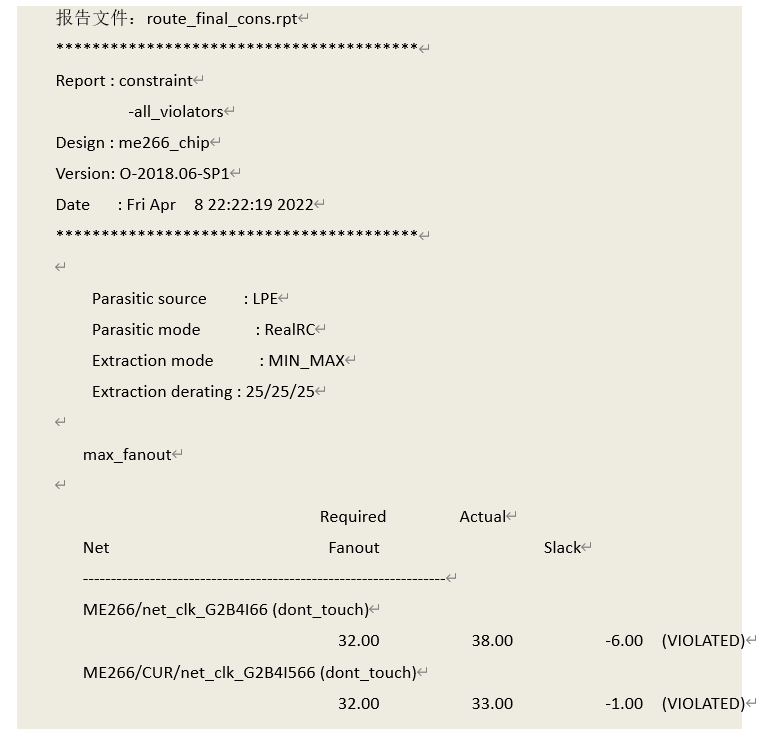 报告文件：route_final_cons.rpt
****************************************
Report : constraint
-all_violators
Design : me266_chip
Version: O-2018.06-SP1
Date : Fri Apr 8 22:22:19 2022
****************************************
Parasitic source : LPE
Parasitic mode : RealRC
Extraction mode : MIN_MAX
Extraction derating : 25/25/25
max_fanout
Required Actual
Net Fanout Slack
-----------------------------------------------------------------
ME266/net_clk_G2B4I66 (dont_touch)
32.00 38.00 -6.00 (VIOLATED)
ME266/CUR/net_clk_G2B4I566 (dont_touch)
32.00 33.00 -1.00 (VIOLATED)